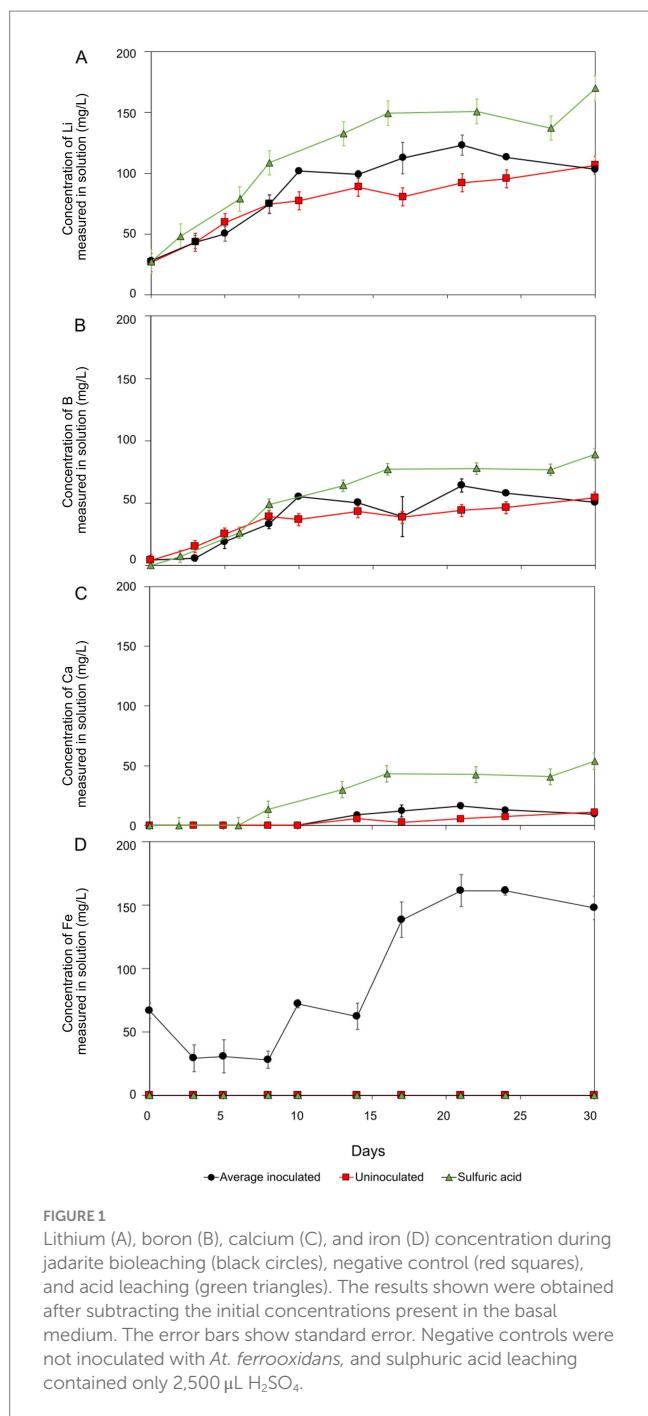 A
Concentration of Li
measured in solution (mg/L)
200
150
100
50
0
B
Concentration of B
measured in solution (mg/L)
200
150
100
50
0
C
Concentration of Ca
measured in solution (mg/L)
200
150
100
50
0
D
Concentration of Fe
measured in solution (mg/L)
200
150
100
50
0
0 5 10 15 20 25 30
Days
Average inoculated Uninoculated Sulfuric acid
FIGURE 1
Lithium (A), boron (B), calcium (C), and iron (D) concentration during
jadarite bioleaching (black circles), negative control (red squares),
and acid leaching (green triangles). The results shown were obtained
after subtracting the initial concentrations present in the basal
medium. The error bars show standard error. Negative controls were
not inoculated with At. ferrooxidans, and sulphuric acid leaching
contained only 2,500 μL H₂SO₄.